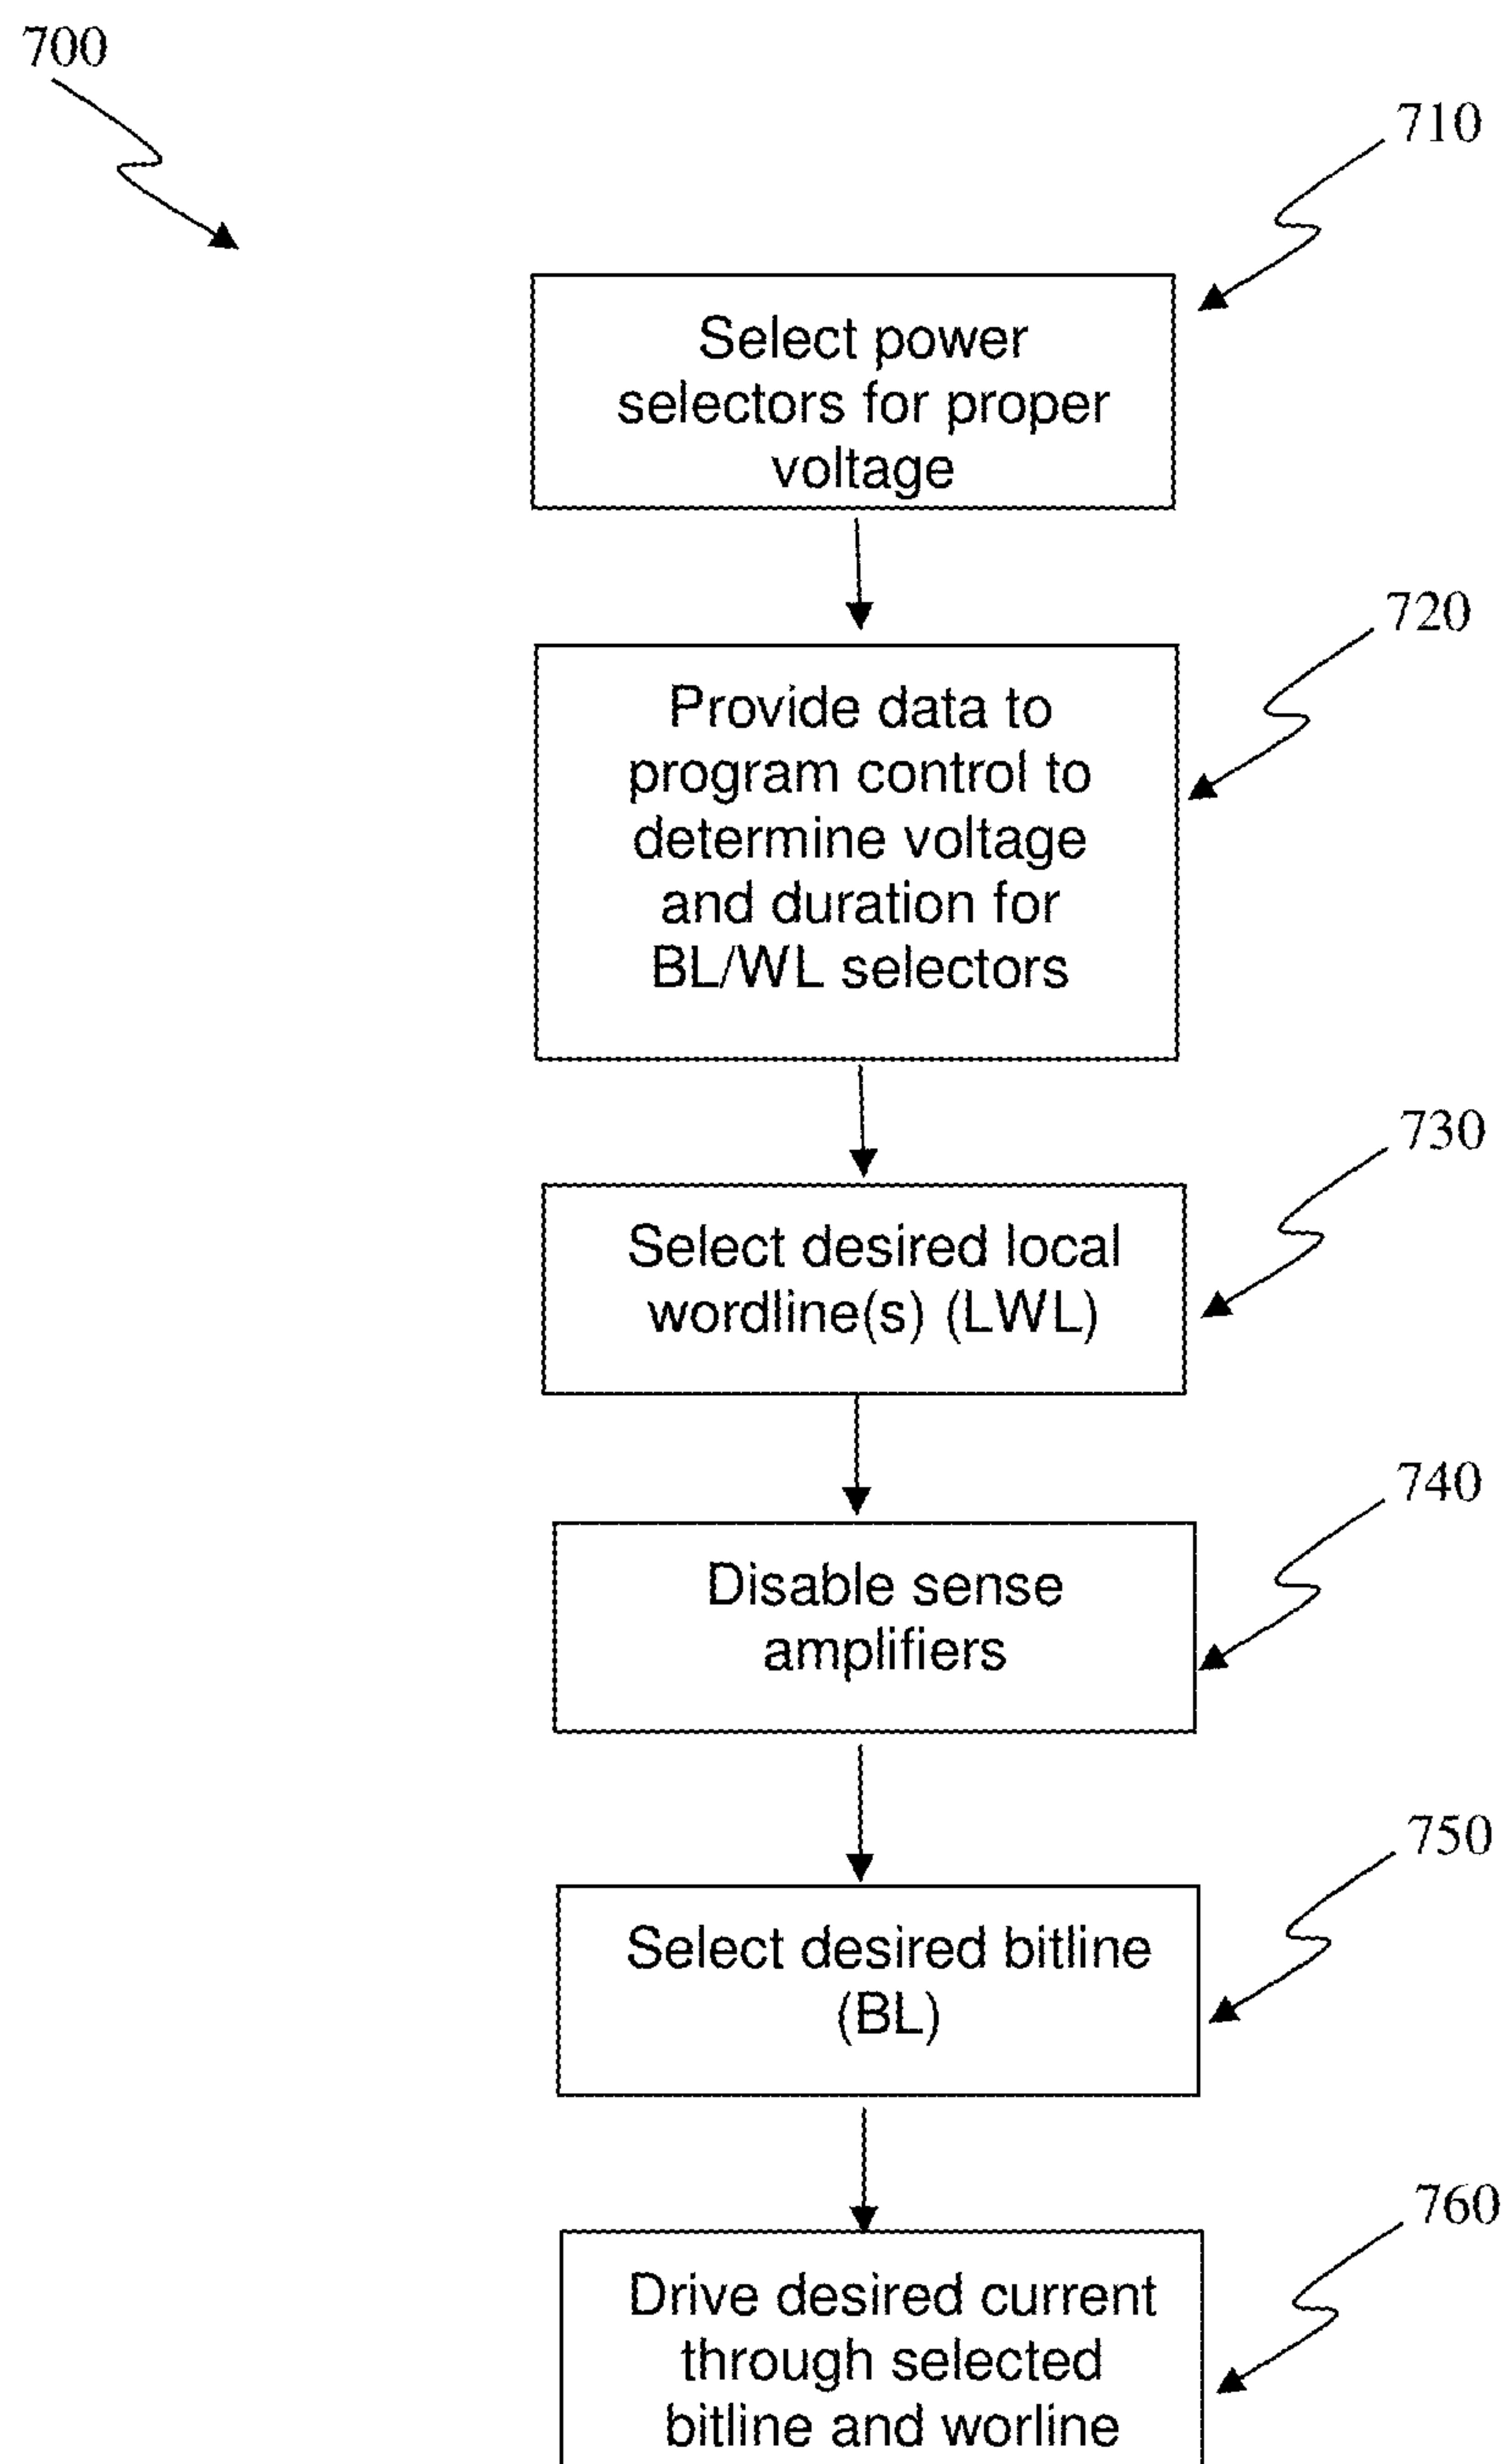 700
710
Select power
selectors for proper
voltage
720
Provide data to
program control to
determine voltage
and duration for
BL/WL selectors
730
Select desired local
wordline(s) (LWL)
740
Disable sense
amplifiers
750
Select desired bitline
(BL)
760
Drive desired current
through selected
bitline and worline